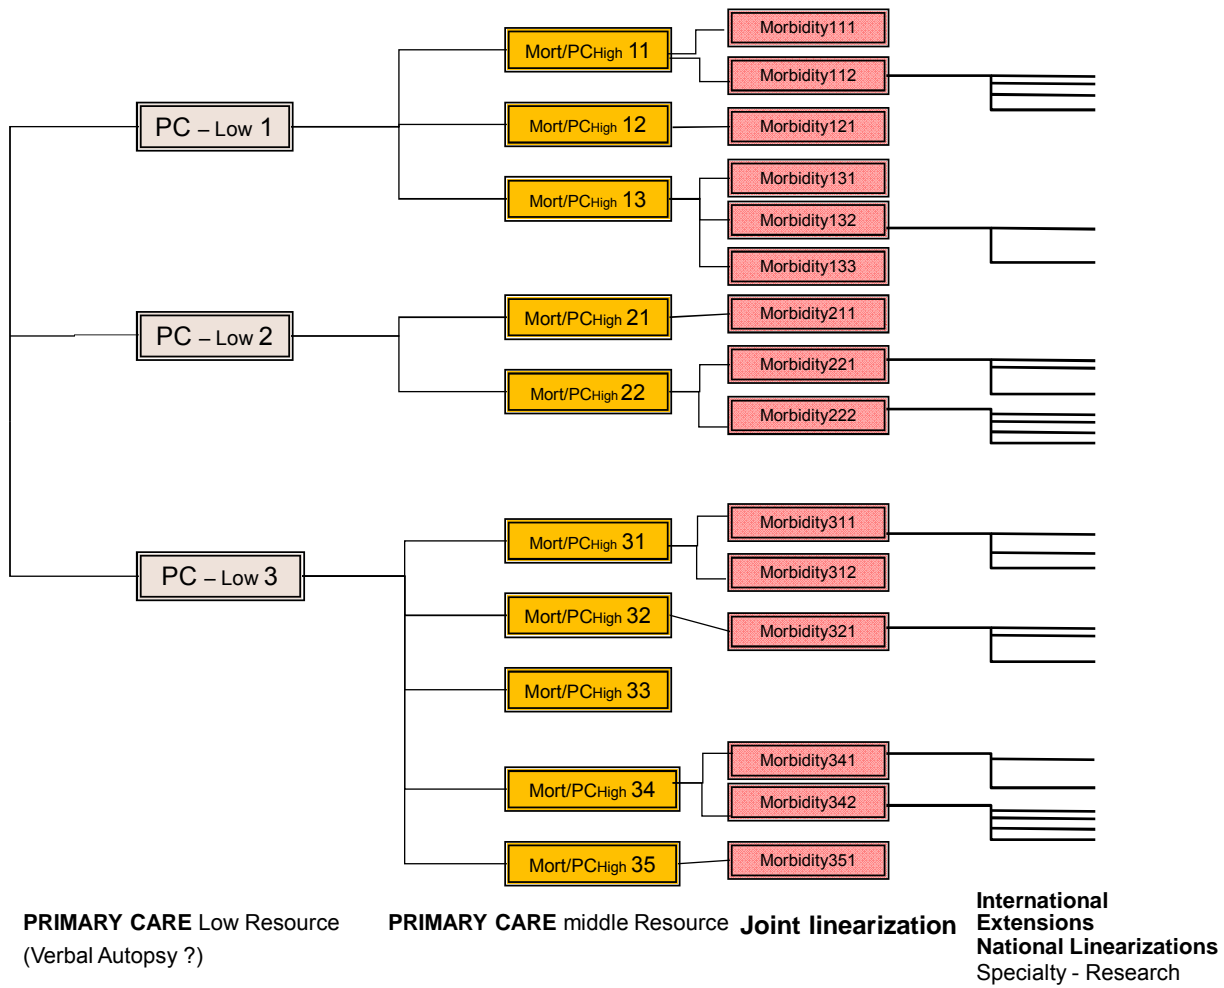 PC – Low 1
PC – Low 2
PC – Low 3
Mort/PCHigh 11
Mort/PCHigh 12
Mort/PCHigh 13
Mort/PCHigh 21
Mort/PCHigh 22
Mort/PCHigh 31
Mort/PCHigh 32
Mort/PCHigh 33
Mort/PCHigh 34
Mort/PCHigh 35
Morbidity111
Morbidity112
Morbidity121
Morbidity131
Morbidity132
Morbidity133
Morbidity211
Morbidity221
Morbidity222
Morbidity311
Morbidity312
Morbidity321
Morbidity341
Morbidity342
Morbidity351
PRIMARY CARE Low Resource
(Verbal Autopsy ?)
PRIMARY CARE middle Resource
Joint linearization
International
Extensions
National Linearizations
Specialty - Research